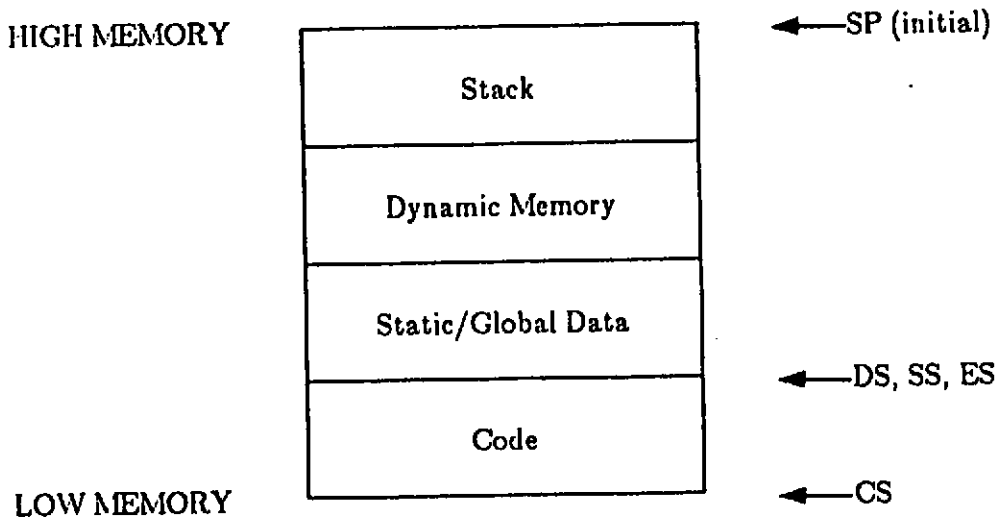 HIGH MEMORY
SP (initial)
Stack
Dynamic Memory
Static/Global Data
DS, SS, ES
Code
LOW MEMORY
CS